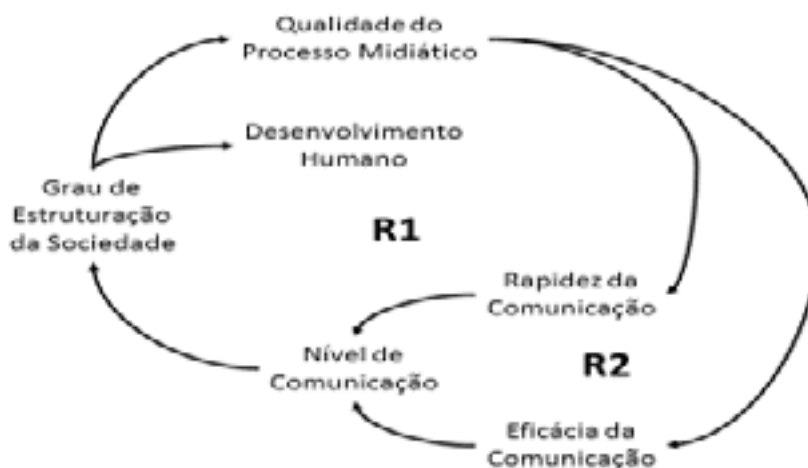 Qualidade do
Processo Midiático
Desenvolvimento
Humano
Grau de
Estruturação
da Sociedade
R1
Rapidez da
Comunicação
Nível de
Comunicação
R2
Eficácia da
Comunicação